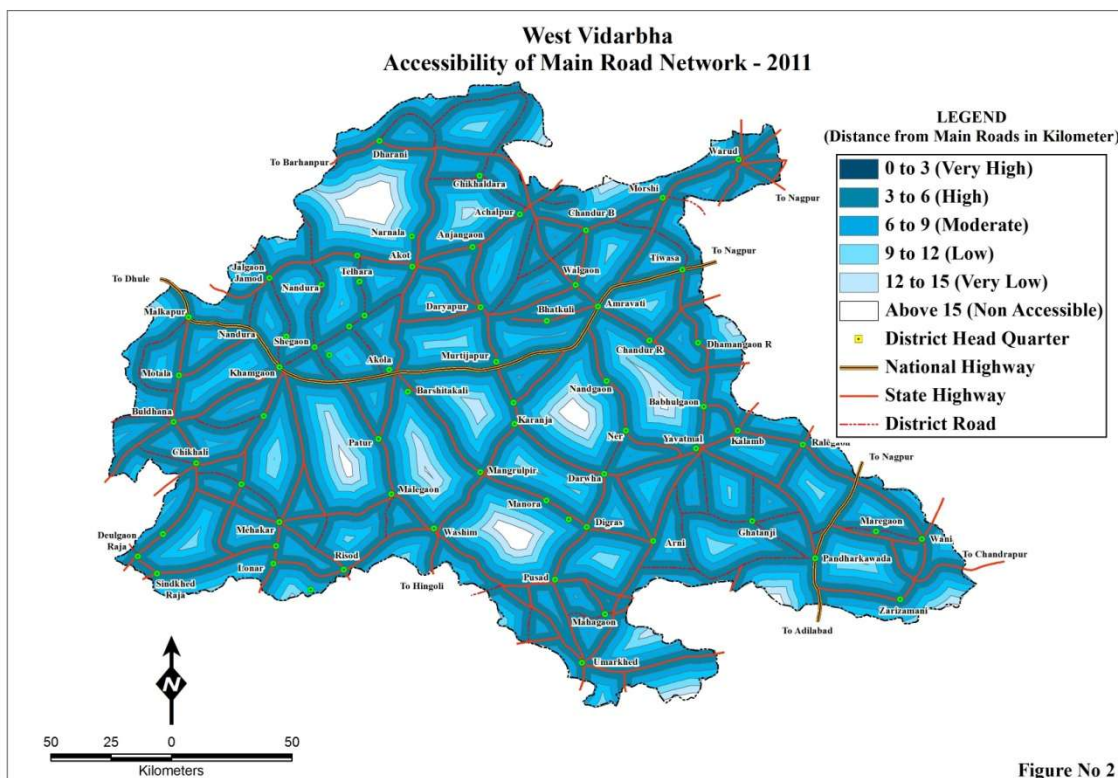 West Vidarbha
Accessibility of Main Road Network - 2011
LEGEND
(Distance from Main Roads in Kilometer)
0 to 3 (Very High)
3 to 6 (High)
6 to 9 (Moderate)
9 to 12 (Low)
12 to 15 (Very Low)
Above 15 (Non Accessible)
District Head Quarter
National Highway
State Highway
District Road
To Barhanpur
Dharani
Warud
Chikhaldara
Morshi
To Nagpur
Achalpur
Chandur B
Narnala
Anjangaon
Akot
To Nagpur
Jalgaon
Jamod
Telhara
Walgaon
Tiwasa
To Dhule
Nandura
Malkapur
Daryapur
Bhatkuli
Amravati
Nandura
Shegaon
Chandur R
Dhamangaon R
Murtijapur
Khamgaon
Akola
Motala
Barshitakali
Nandgaon
Babhulgaon
Buldhana
Karanja
Patur
Ner
Yavatmal
Kalamb
Ralegaon
Chikhali
To Nagpur
Mangrulpir
Darwha
Malegaon
Manora
Mehakar
Washim
Digras
Ghatanji
Maregaon
Deulgaon
Raja
Arni
Wani
Lonar
Risod
Pandharkawada
To Chandrapur
Sindkhed
Raja
To Hingoli
Pusad
Zarizamani
Mahagaon
To Adilabad
Umarkhed
N
50 25 0 50
Kilometers
Figure No 2